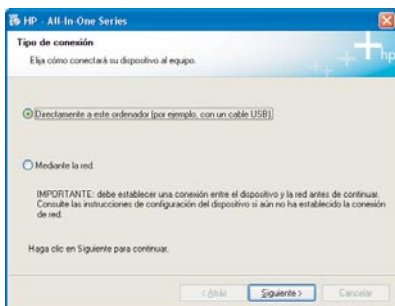 HP - All-In-One Series
Tipo de conexión
Elija cómo conectará su dispositivo al equipo.
hp
Directamente a este ordenador (por ejemplo, con un cable USB).
Mediante la red.
IMPORTANTE: debe establecer una conexión entre el dispositivo y la red antes de continuar.
Consulte las instrucciones de configuración del dispositivo si aún no ha establecido la conexión
de red.
Haga clic en Siguiente para continuar.
< Atrás
Siguiente >
Cancelar